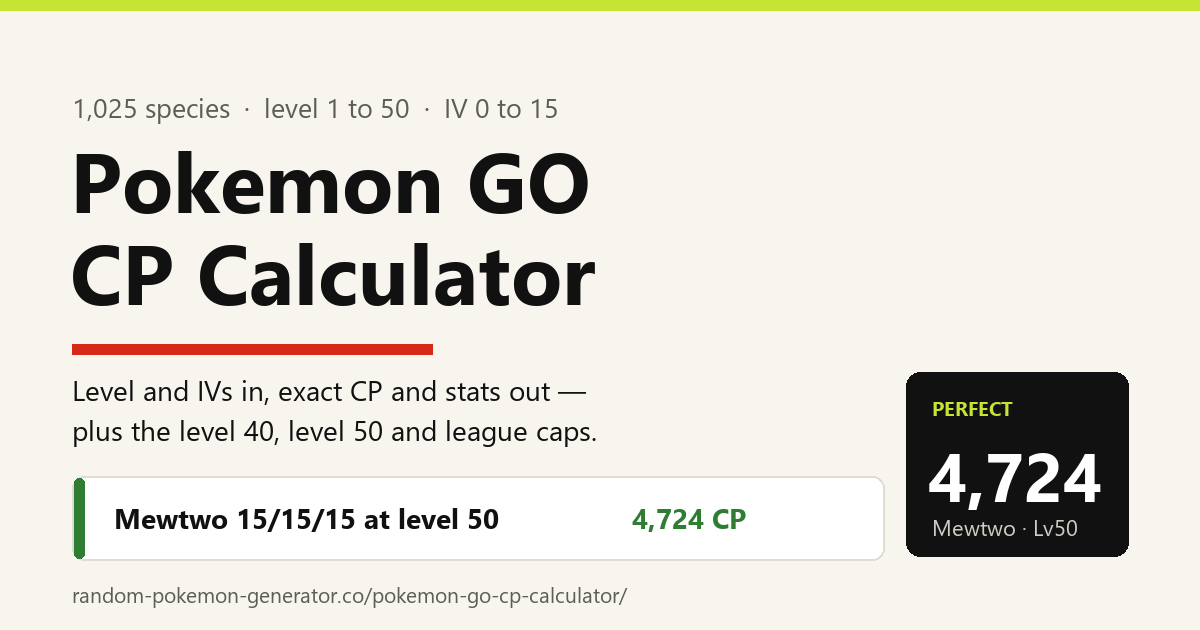 1,025 species · level 1 to 50 · IV 0 to 15
Pokemon GO
CP Calculator
Level and IVs in, exact CP and stats out —
plus the level 40, level 50 and league caps.
Mewtwo 15/15/15 at level 50 4,724 CP
PERFECT
4,724
Mewtwo · Lv50
random-pokemon-generator.co/pokemon-go-cp-calculator/